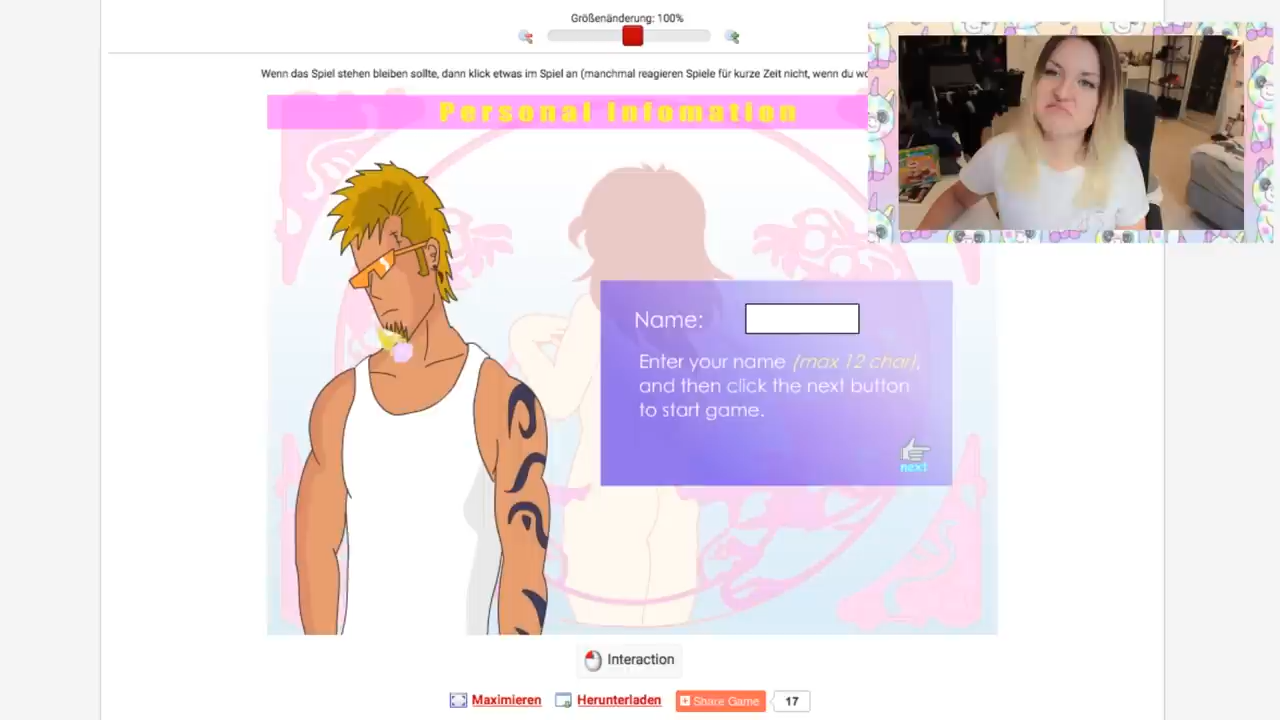 Größenänderung: 100%
Wenn das Spiel stehen bleiben sollte, dann klick etwas im Spiel an (manchmal reagieren Spiele für kurze Zeit nicht, wenn du
Personal Infomation
Name:
Enter your name (max 12 char),
and then click the next button
to start game.
next
Interaction
Maximieren
Herunterladen
Share Game
17